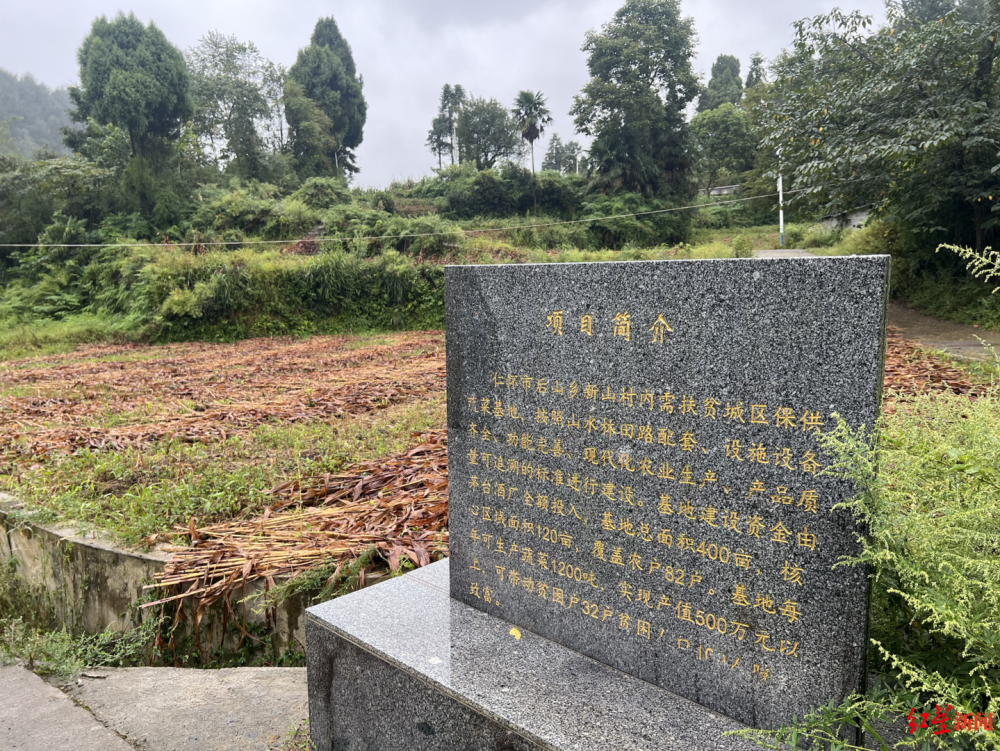 项目简介
仁怀市后山乡新山村内需扶贫城区保供
蔬菜基地，按照山水林田路配套、设施设备
齐全、功能完善、现代化农业生产、产品质
量可追溯的标准进行建设。基地建设资金由
茅台酒厂全额投入，基地总面积400亩，核
心区域面积120亩，覆盖农户82户。基地每
年可生产蔬菜1200吨，实现产值500万元以
上，可带动贫困户32户贫困人口
致富。
红星新闻